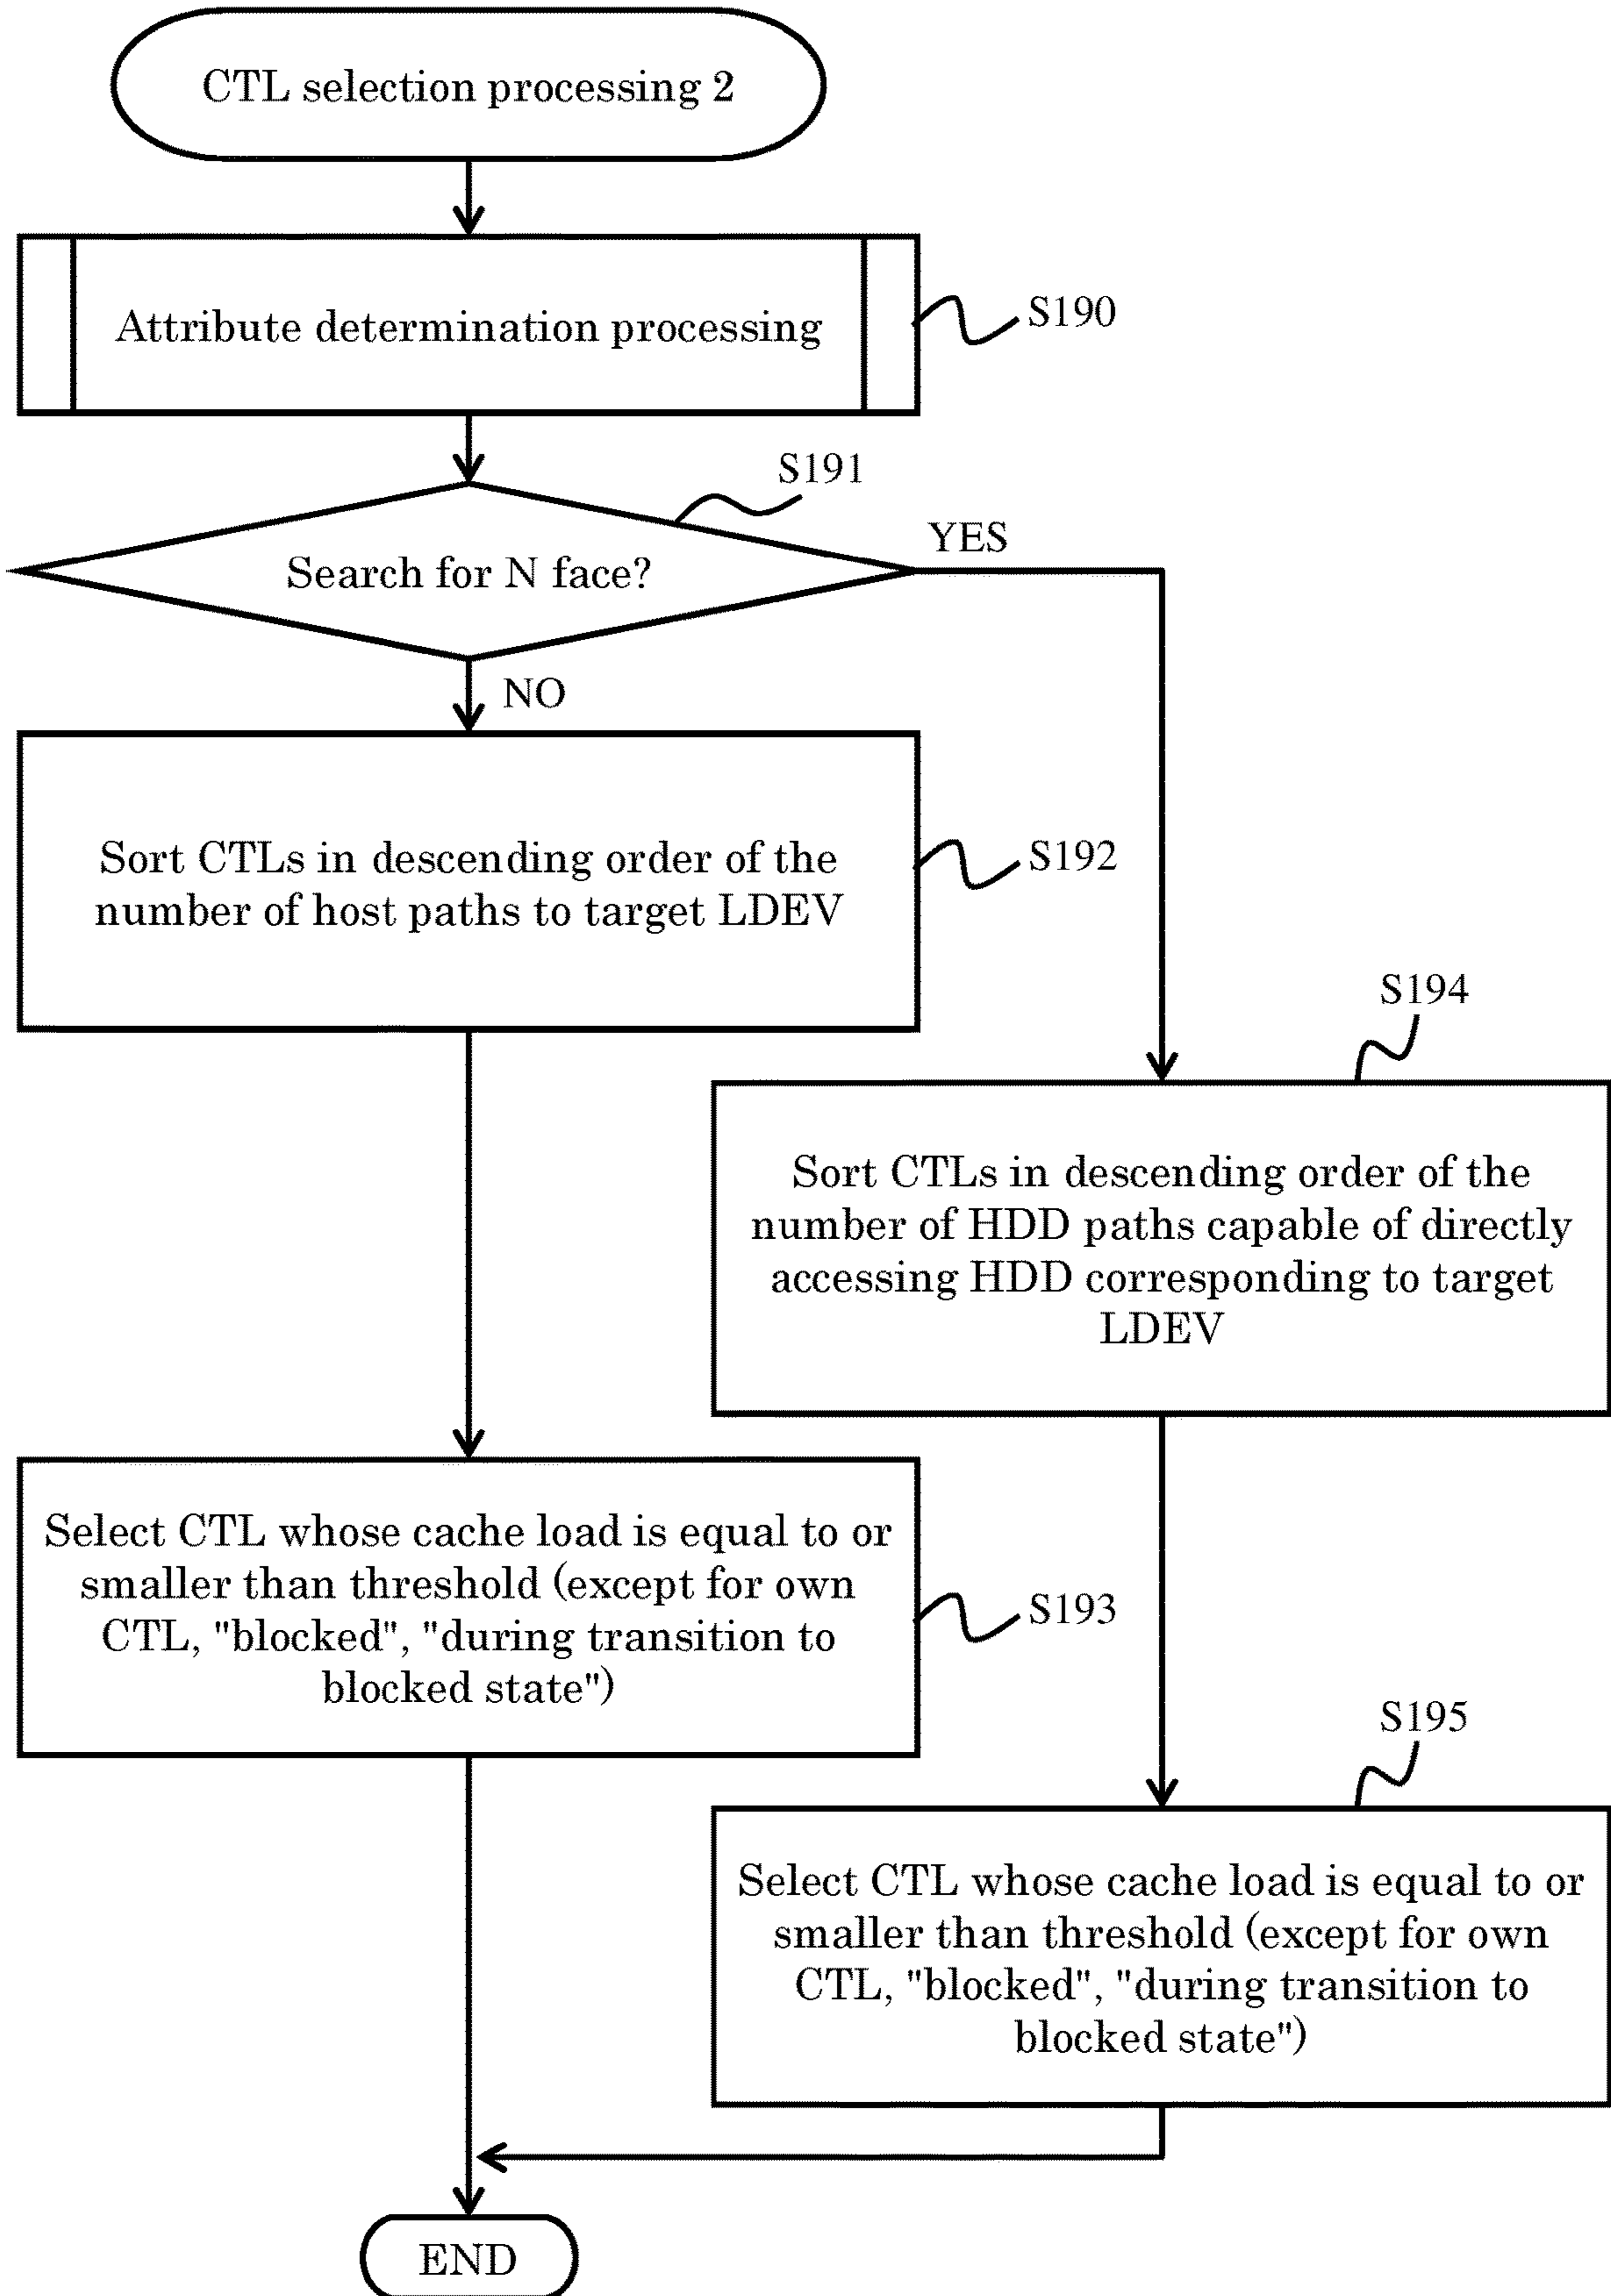 CTL selection processing 2
Attribute determination processing
S190
S191
Search for N face?
YES
NO
Sort CTLs in descending order of the
number of host paths to target LDEV
S192
S194
Sort CTLs in descending order of the
number of HDD paths capable of directly
accessing HDD corresponding to target
LDEV
Select CTL whose cache load is equal to or
smaller than threshold (except for own
CTL, "blocked", "during transition to
blocked state")
S193
S195
Select CTL whose cache load is equal to or
smaller than threshold (except for own
CTL, "blocked", "during transition to
blocked state")
END